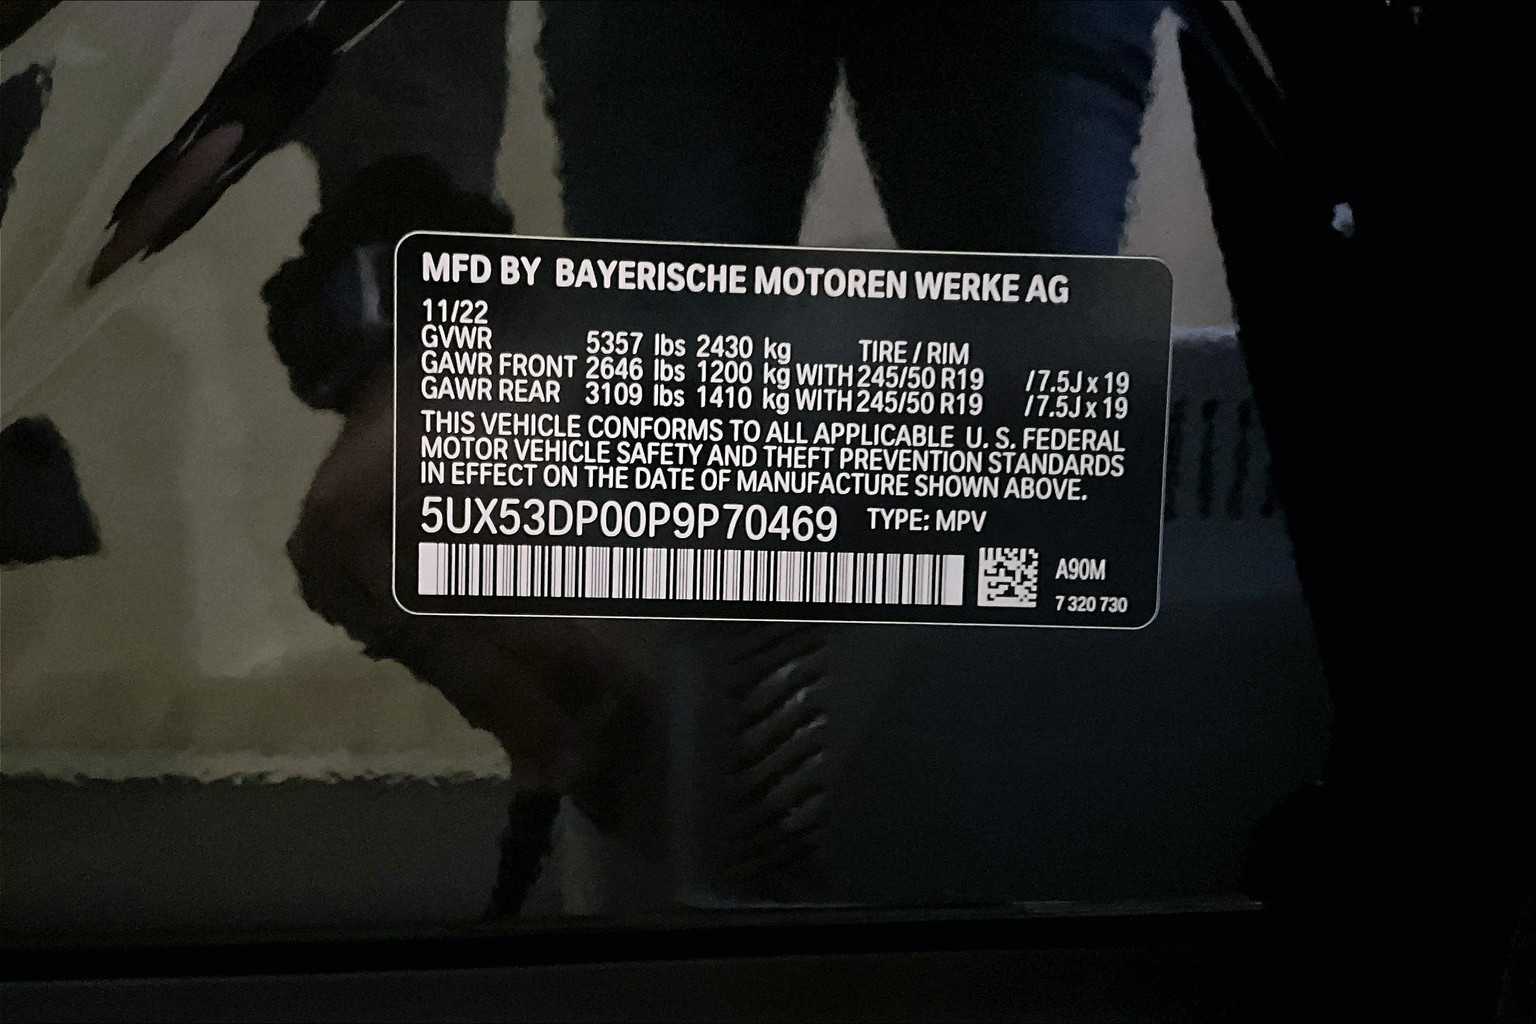 MFD BY BAYERISCHE MOTOREN WERKE AG
11/22
GVWR 5357 lbs 2430 kg TIRE / RIM
GAWR FRONT 2646 lbs 1200 kg WITH 245/50 R19 / 7.5J x 19
GAWR REAR 3109 lbs 1410 kg WITH 245/50 R19 / 7.5J x 19
THIS VEHICLE CONFORMS TO ALL APPLICABLE U. S. FEDERAL
MOTOR VEHICLE SAFETY AND THEFT PREVENTION STANDARDS
IN EFFECT ON THE DATE OF MANUFACTURE SHOWN ABOVE.
5UX53DP00P9P70469 TYPE: MPV
A90M
7 320 730